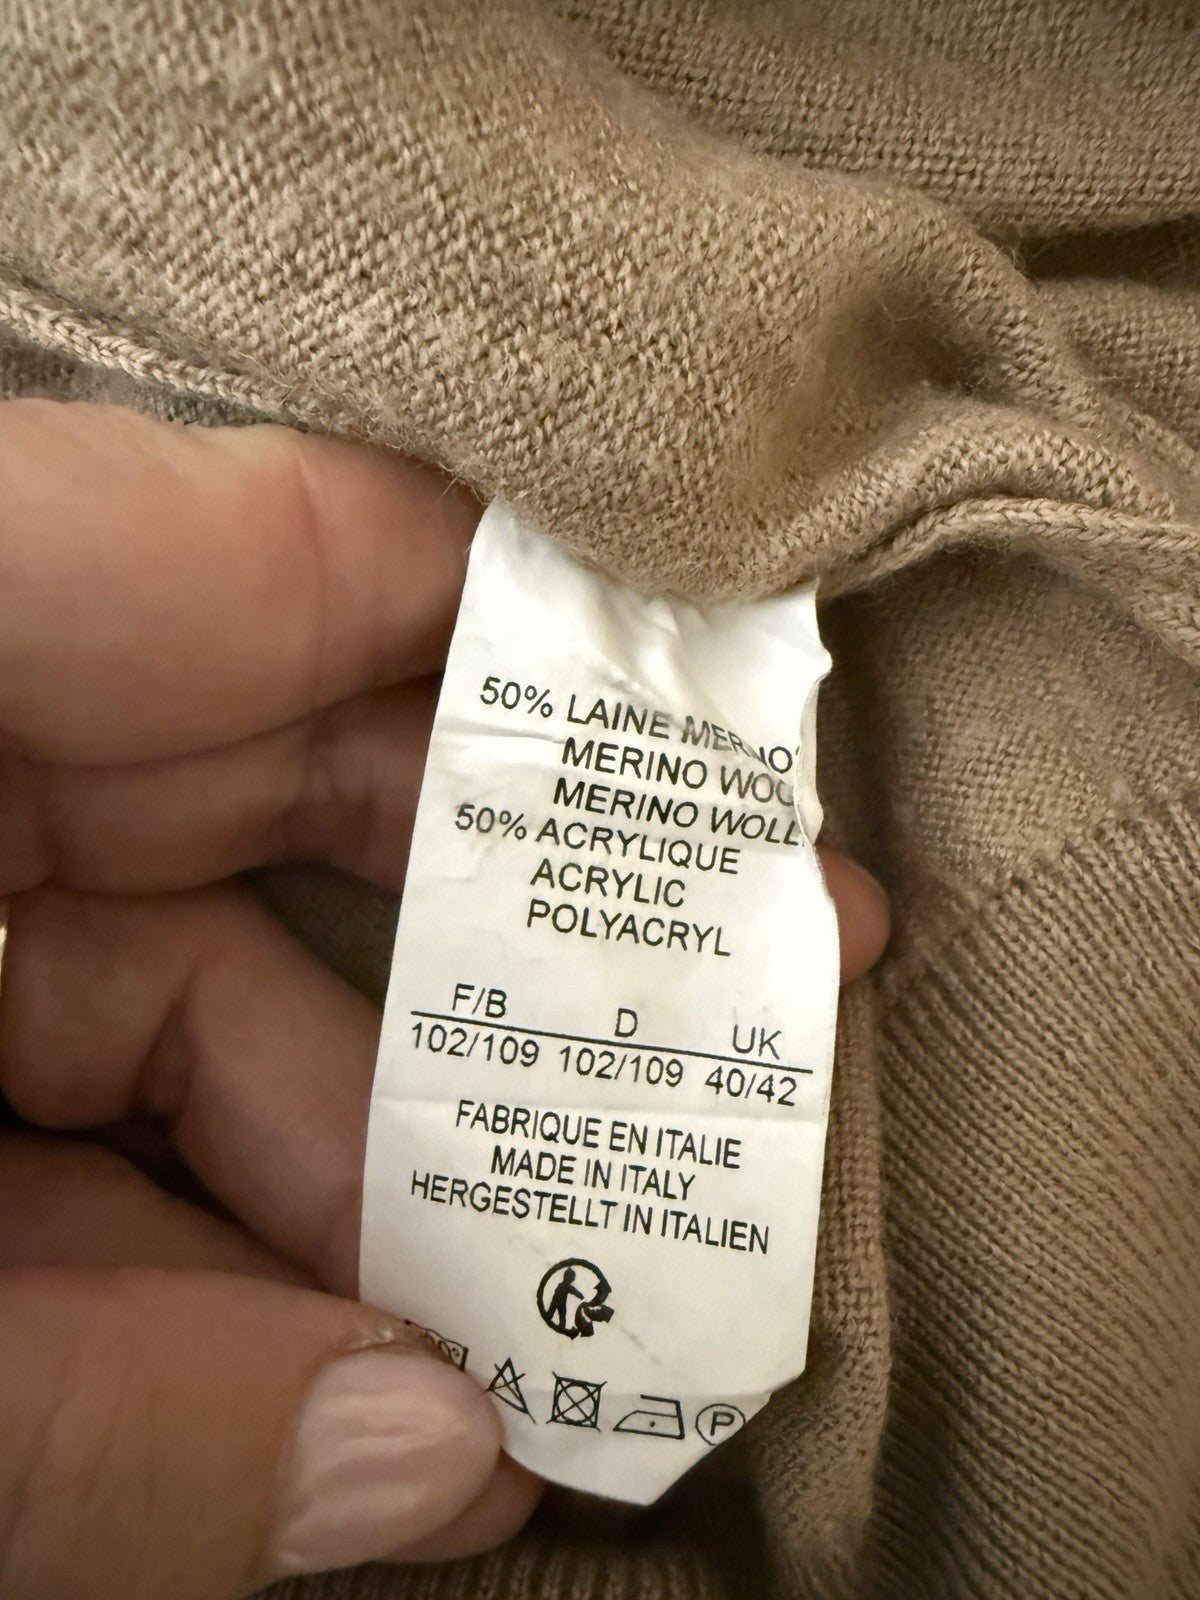 50% LAINE MERINO
MERINO WOO
MERINO WOLL
50% ACRYLIQUE
ACRYLIC
POLYACRYL
F/B D UK
102/109 102/109 40/42
FABRIQUE EN ITALIE
MADE IN ITALY
HERGESTELLT IN ITALIEN
P